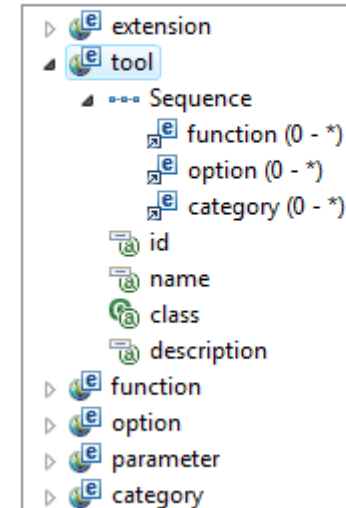 extension
tool
Sequence
function (0 - *)
option (0 - *)
category (0 - *)
id
name
class
description
function
option
parameter
category